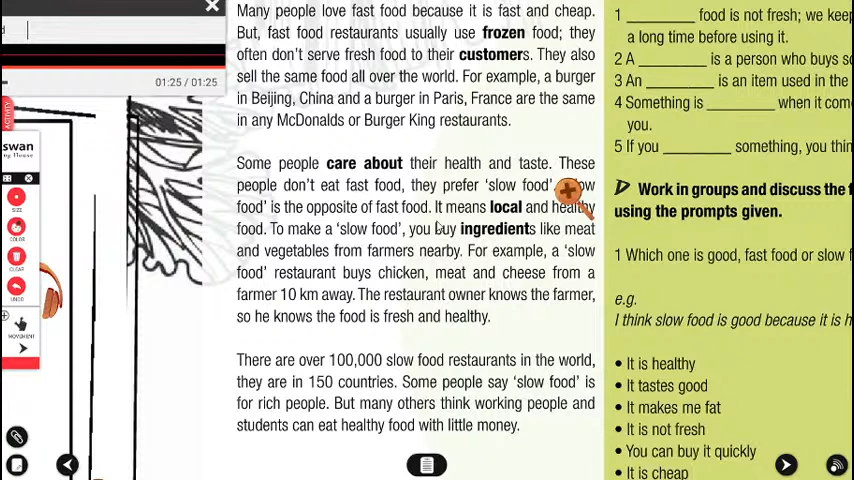 d
01:25 / 01:25
ACTIVITY
swan
SIZE
COLOR
CLEAR
UNDO
MOVEMENT
Many people love fast food because it is fast and cheap.
But, fast food restaurants usually use frozen food; they
often don't serve fresh food to their customers. They also
sell the same food all over the world. For example, a burger
in Beijing, China and a burger in Paris, France are the same
in any McDonalds or Burger King restaurants.
Some people care about their health and taste. These
people don't eat fast food, they prefer 'slow food'
food' is the opposite of fast food. It means local and healthy
food. To make a 'slow food', you buy ingredients like meat
and vegetables from farmers nearby. For example, a 'slow
food' restaurant buys chicken, meat and cheese from a
farmer 10 km away. The restaurant owner knows the farmer,
so he knows the food is fresh and healthy.
There are over 100,000 slow food restaurants in the world,
they are in 150 countries. Some people say 'slow food' is
for rich people. But many others think working people and
students can eat healthy food with little money.
1 ________ food is not fresh; we keep
a long time before using it.
2 A ________ is a person who buys so
3 An ________ is an item used in the
4 Something is ________ when it com
you.
5 If you ________ something, you thin
Work in groups and discuss the f
using the prompts given.
1 Which one is good, fast food or slow f
e.g.
I think slow food is good because it is h
• It is healthy
• It tastes good
• It makes me fat
• It is not fresh
• You can buy it quickly
• It is cheap